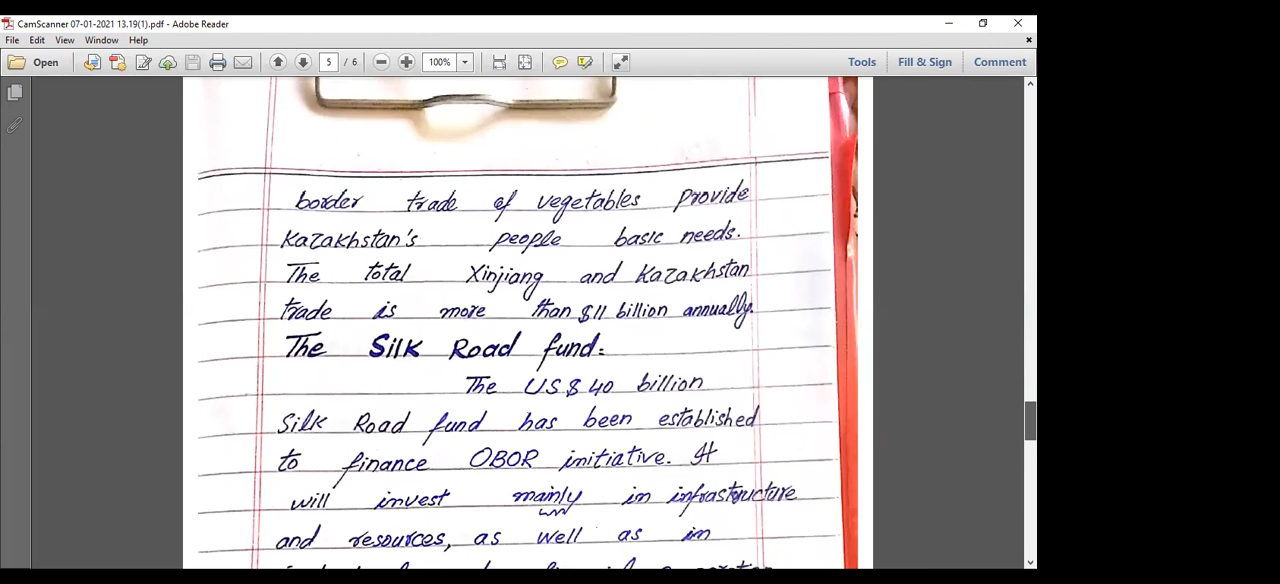 CamScanner 07-01-2021 13.19(1).pdf - Adobe Reader
File Edit View Window Help
Open 5 / 6 100% Tools Fill & Sign Comment
border trade of vegetables provide
Kazakhstan's people basic needs.
The total Xinjiang and Kazakhstan
trade is more than $11 billion annually.
The Silk Road fund:
The US $ 40 billion
Silk Road fund has been established
to finance OBOR initiative. It
will invest mainly in infrastructure
and resources, as well as in